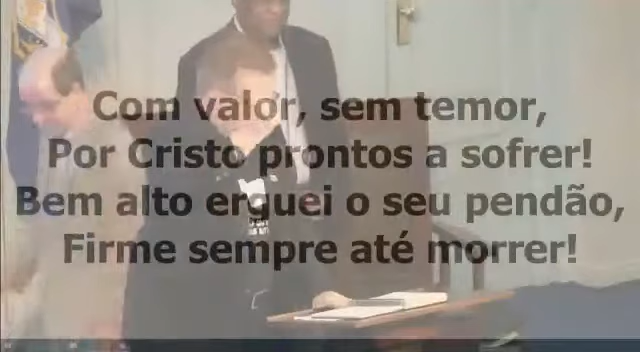 Com valor, sem temor,
Por Cristo prontos a sofrer!
Bem alto erguei o seu pendão,
Firme sempre até morrer!